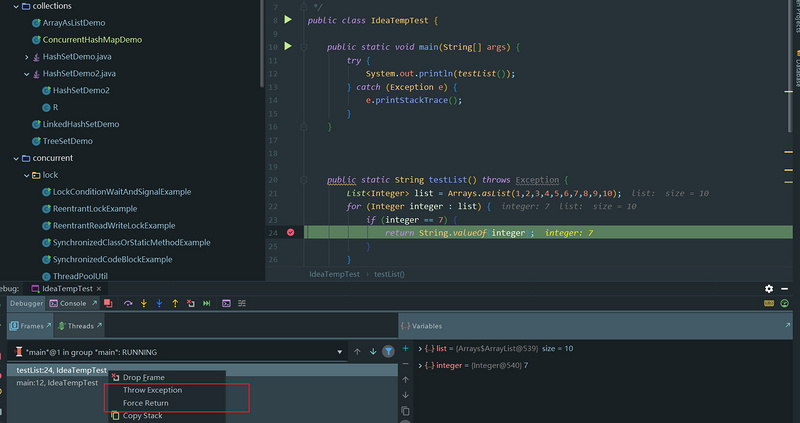 collections
ArrayAsListDemo
ConcurrentHashMapDemo
HashSetDemo.java
HashSetDemo2.java
HashSetDemo2
R
LinkedHashSetDemo
TreeSetDemo
concurrent
lock
LockConditionWaitAndSignalExample
ReentrantLockExample
ReentrantReadWriteLockExample
SynchronizedClassOrStaticMethodExample
SynchronizedCodeBlockExample
ThreadPoolUtil
7 */
8 public class IdeaTempTest {
9
10 public static void main(String[] args) {
11 try {
12 System.out.println(testList());
13 } catch (Exception e) {
14 e.printStackTrace();
15 }
16 }
17
18
19
20 public static String testList() throws Exception {
21 List<Integer> list = Arrays.asList(1,2,3,4,5,6,7,8,9,10); list: size = 10
22 for (Integer integer : list) { integer: 7 list: size = 10
23 if (integer == 7) {
24 return String.valueOf(integer); integer: 7
25 }
26 }
IdeaTempTest › testList()
Database
ebug: IdeaTempTest ×
Debugger Console
Frames Threads
Variables
"main"@1 in group "main": RUNNING
testList:24, IdeaTempTest
main:12, IdeaTempTest
Drop Frame
Throw Exception
Force Return
Copy Stack
list = {Arrays$ArrayList@539} size = 10
integer = {Integer@540} 7